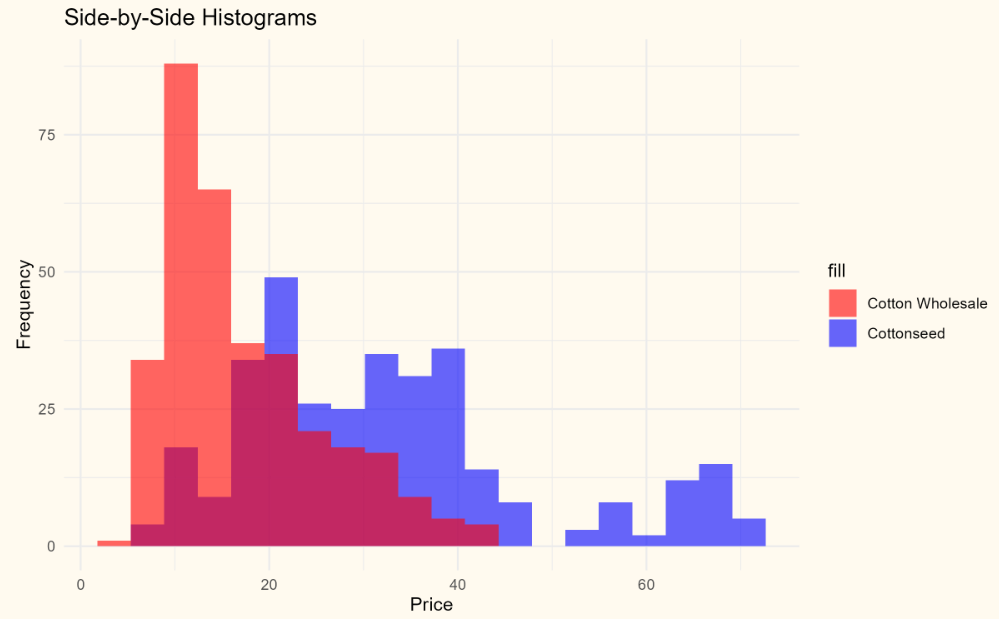 Side-by-Side Histograms
Frequency
75
50
25
0
0 20 40 60
Price
fill
Cotton Wholesale
Cottonseed